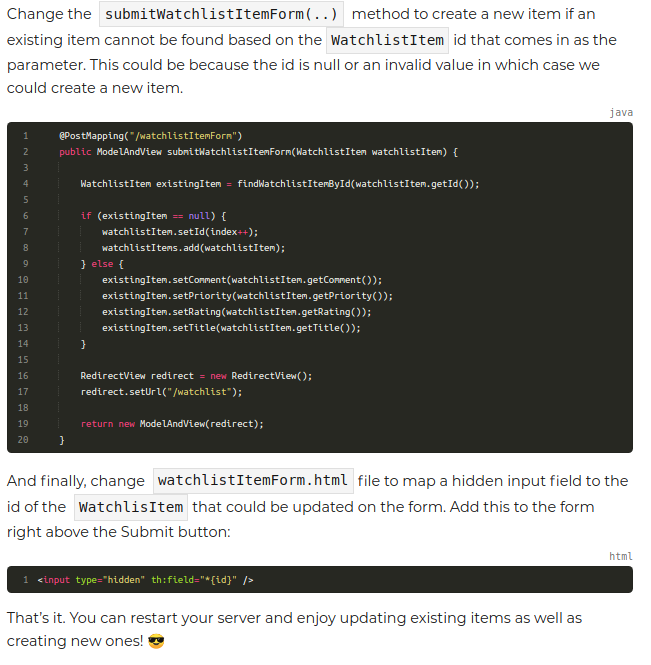 Change the submitWatchlistItemForm(..) method to create a new item if an
existing item cannot be found based on the WatchlistItem id that comes in as the
parameter. This could be because the id is null or an invalid value in which case we
could create a new item.
java
1 @PostMapping("/watchlistItemForm")
2 public ModelAndView submitWatchlistItemForm(WatchlistItem watchlistItem) {
3
4 WatchlistItem existingItem = findWatchlistItemById(watchlistItem.getId());
5
6 if (existingItem == null) {
7 watchlistItem.setId(index++);
8 watchlistItems.add(watchlistItem);
9 } else {
10 existingItem.setComment(watchlistItem.getComment());
11 existingItem.setPriority(watchlistItem.getPriority());
12 existingItem.setRating(watchlistItem.getRating());
13 existingItem.setTitle(watchlistItem.getTitle());
14 }
15
16 RedirectView redirect = new RedirectView();
17 redirect.setUrl("/watchlist");
18
19 return new ModelAndView(redirect);
20 }
And finally, change watchlistItemForm.html file to map a hidden input field to the
id of the WatchlisItem that could be updated on the form. Add this to the form
right above the Submit button:
html
1 <input type="hidden" th:field="*{id}" />
That's it. You can restart your server and enjoy updating existing items as well as
creating new ones! 😎